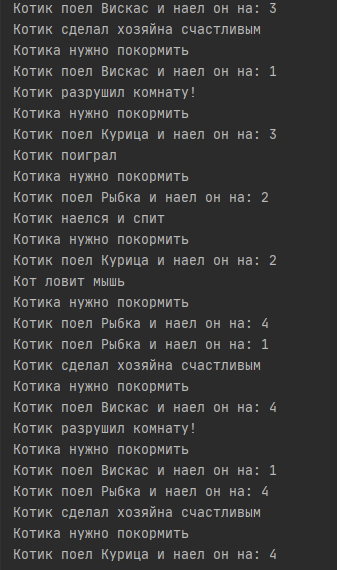 Котик поел Вискас и наел он на: 3
Котик сделал хозяйна счастливым
Котика нужно покормить
Котик поел Вискас и наел он на: 1
Котик разрушил комнату!
Котика нужно покормить
Котик поел Курица и наел он на: 3
Котик поиграл
Котика нужно покормить
Котик поел Рыбка и наел он на: 2
Котик наелся и спит
Котика нужно покормить
Котик поел Курица и наел он на: 2
Кот ловит мышь
Котика нужно покормить
Котик поел Рыбка и наел он на: 4
Котик поел Рыбка и наел он на: 1
Котик сделал хозяйна счастливым
Котика нужно покормить
Котик поел Вискас и наел он на: 4
Котик разрушил комнату!
Котика нужно покормить
Котик поел Вискас и наел он на: 1
Котик поел Рыбка и наел он на: 4
Котик сделал хозяйна счастливым
Котика нужно покормить
Котик поел Курица и наел он на: 4